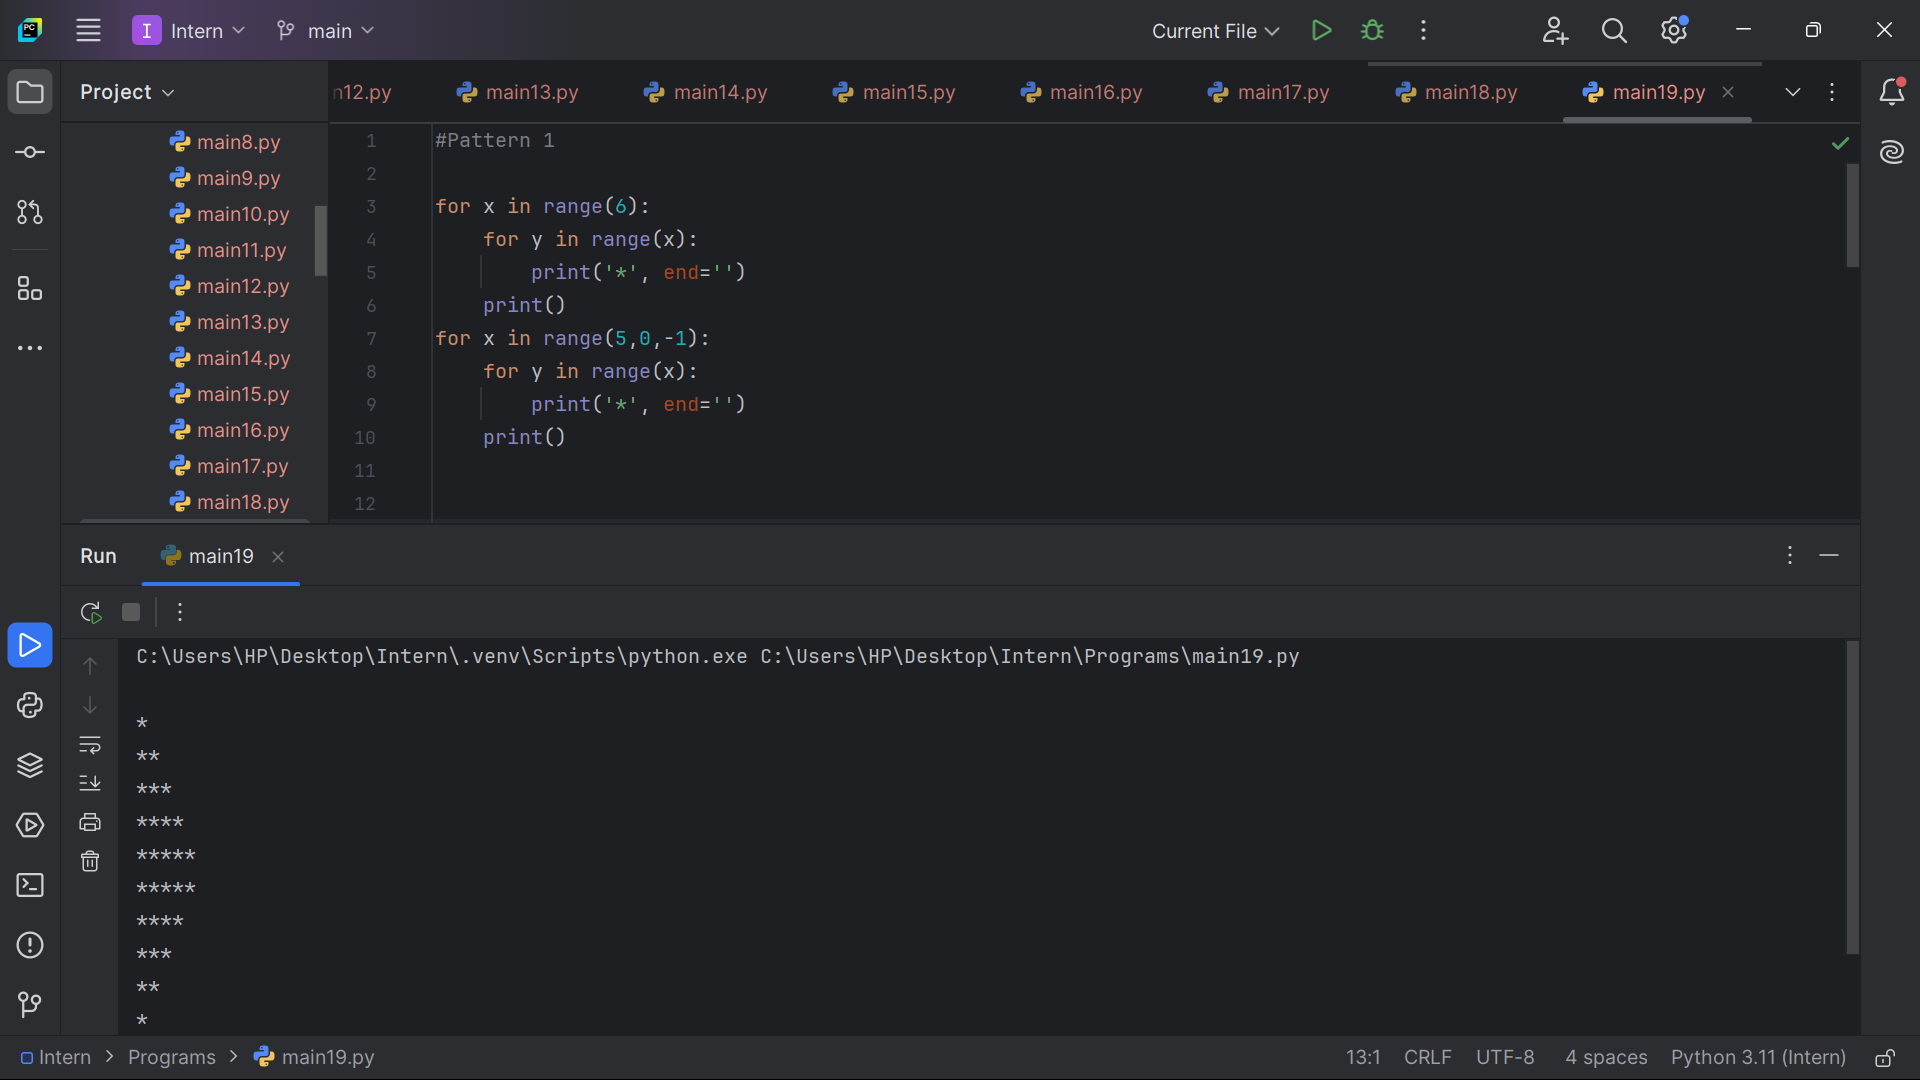 PC
I Intern main Current File
Project
n12.py main13.py main14.py main15.py main16.py main17.py main18.py main19.py
main8.py
main9.py
main10.py
main11.py
main12.py
main13.py
main14.py
main15.py
main16.py
main17.py
main18.py
1 #Pattern 1
2
3 for x in range(6):
4     for y in range(x):
5         print('*', end='')
6     print()
7 for x in range(5,0,-1):
8     for y in range(x):
9         print('*', end='')
10     print()
11
12
Run main19
C:\Users\HP\Desktop\Intern\.venv\Scripts\python.exe C:\Users\HP\Desktop\Intern\Programs\main19.py
*
**
***
****
*****
*****
****
***
**
*
Intern > Programs > main19.py 13:1 CRLF UTF-8 4 spaces Python 3.11 (Intern)